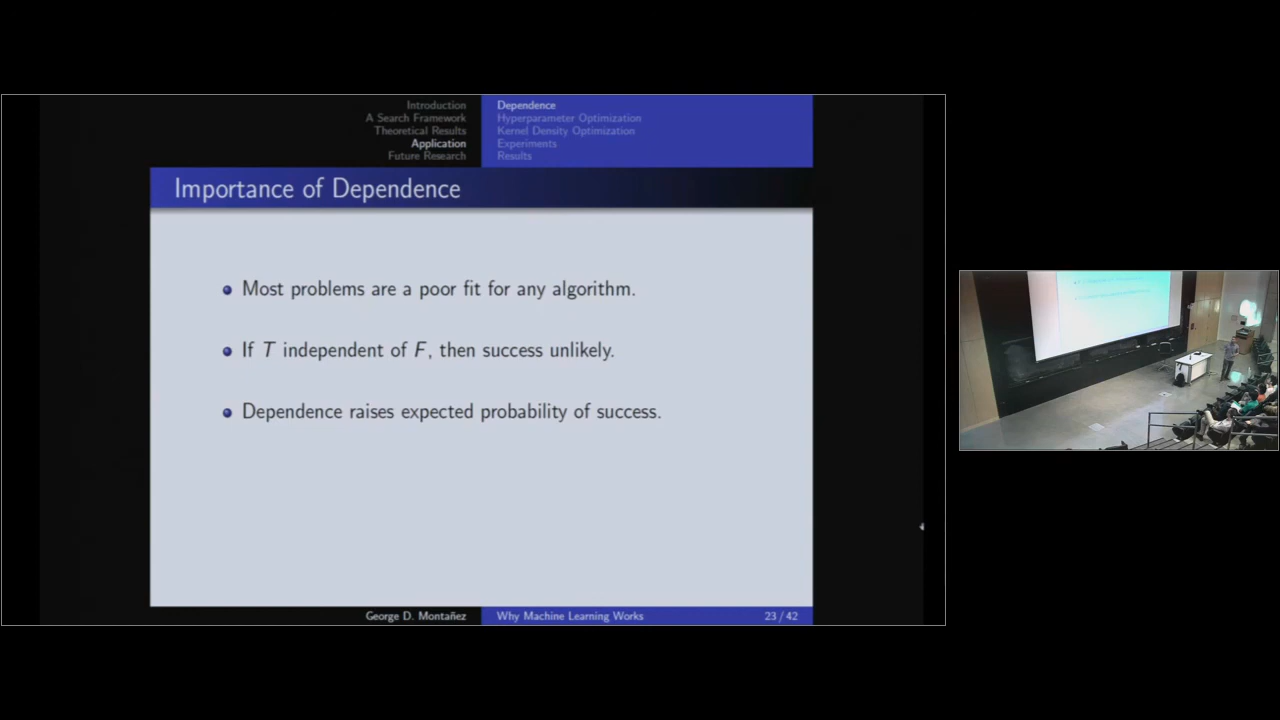 Introduction
A Search Framework
Theoretical Results
Application
Future Research
Dependence
Hyperparameter Optimization
Kernel Density Optimization
Experiments
Results
Importance of Dependence
Most problems are a poor fit for any algorithm.
If T independent of F, then success unlikely.
Dependence raises expected probability of success.
George D. Montañez
Why Machine Learning Works
23 / 42